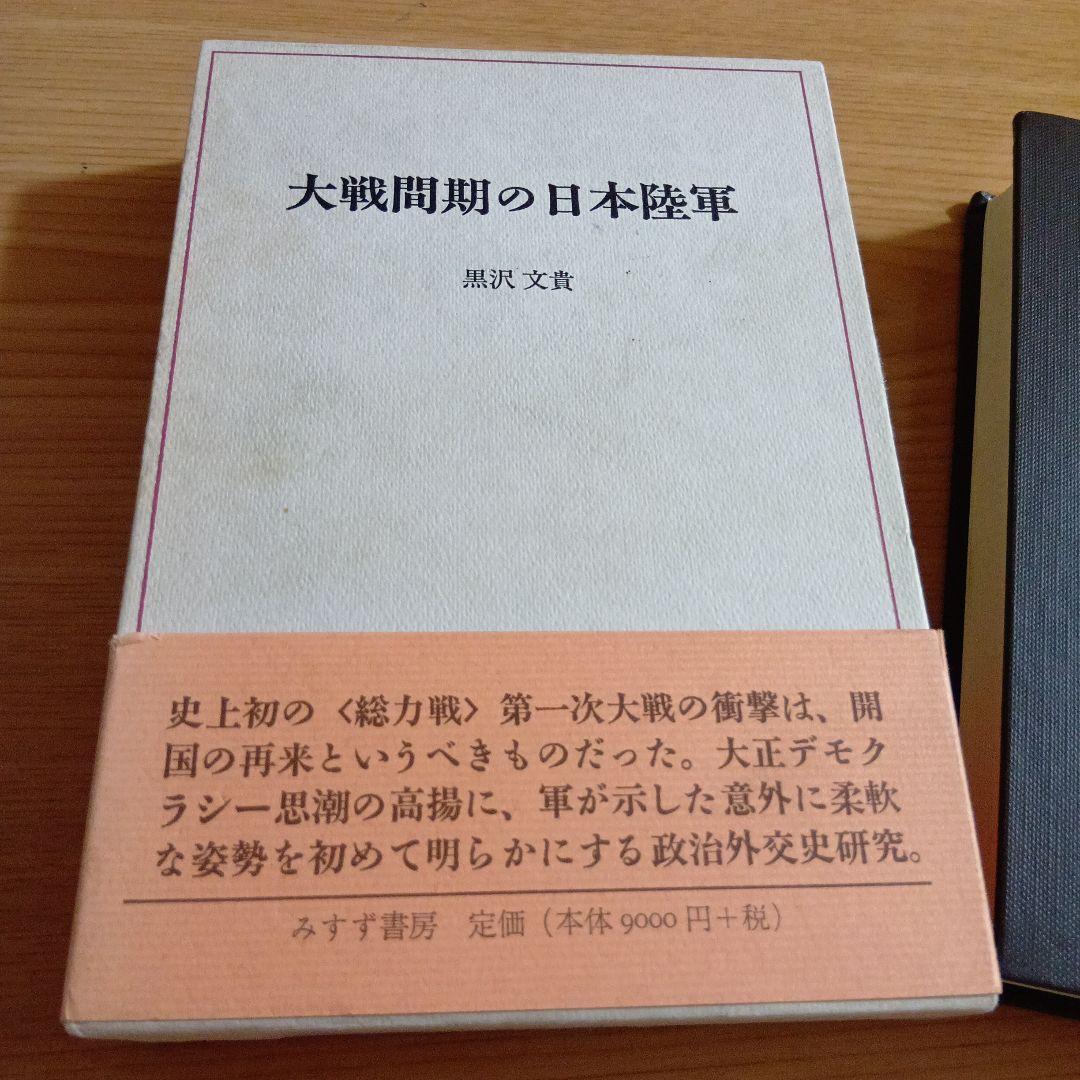 大戦間期の日本陸軍
黒沢 文貴
史上初の〈総力戦〉第一次大戦の衝撃は、開
国の再来というべきものだった。大正デモク
ラシー思潮の高揚に、軍が示した意外に柔軟
な姿勢を初めて明らかにする政治外交史研究。
みすず書房 定価（本体9000円＋税）